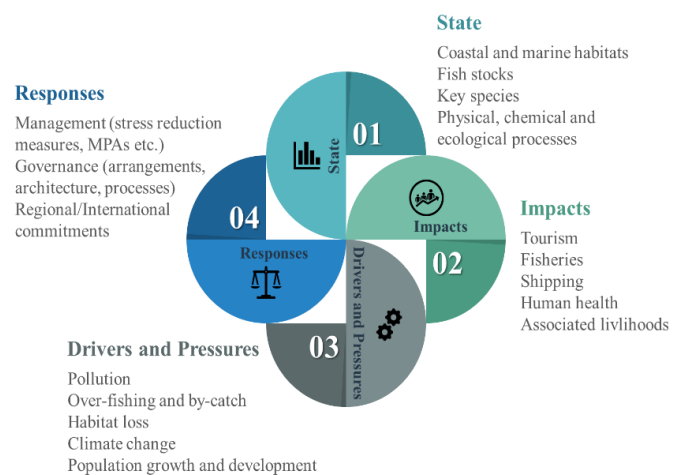 State
Coastal and marine habitats
Fish stocks
Key species
Physical, chemical and
ecological processes
Responses
Management (stress reduction
measures, MPAs etc.)
Governance (arrangements,
architecture, processes)
Regional/International
commitments
01
State
04
Impacts
Responses
02
Impacts
Tourism
Fisheries
Shipping
Human health
Associated livlihoods
Drivers and Pressures
03
Drivers and Pressures
Pollution
Over-fishing and by-catch
Habitat loss
Climate change
Population growth and development